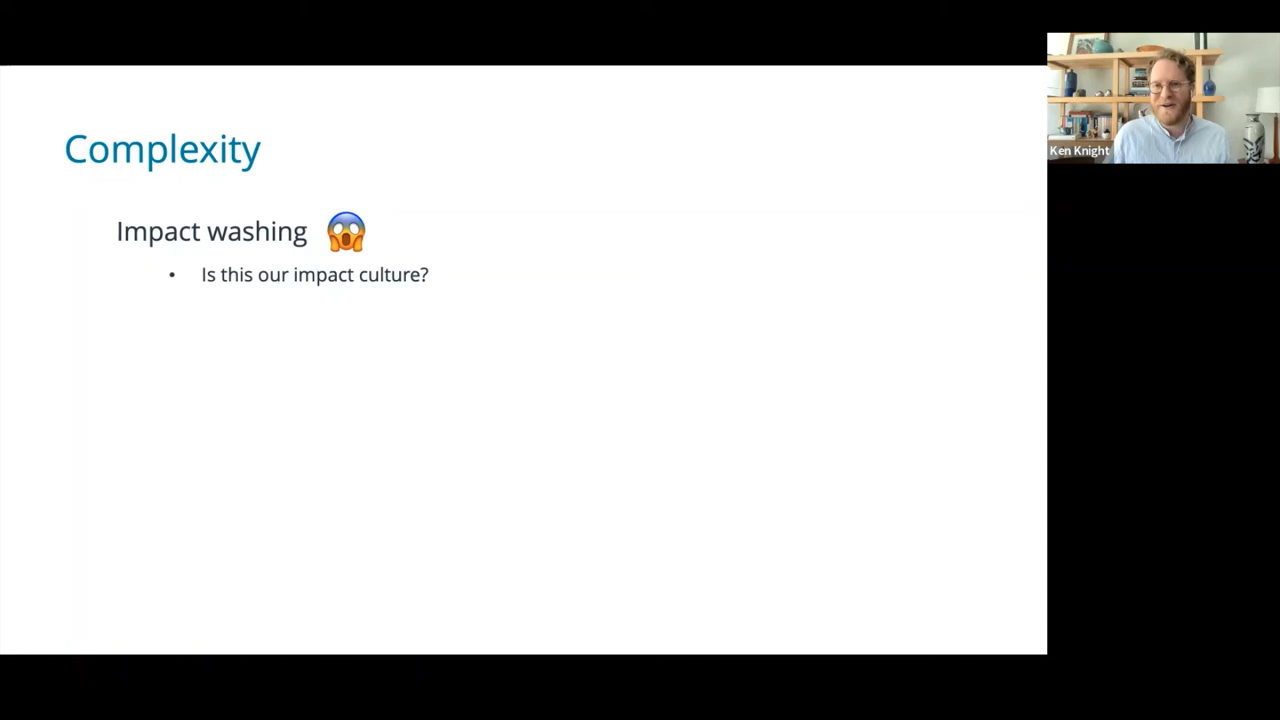 Complexity
Impact washing 😱
• Is this our impact culture?
Ken Knight